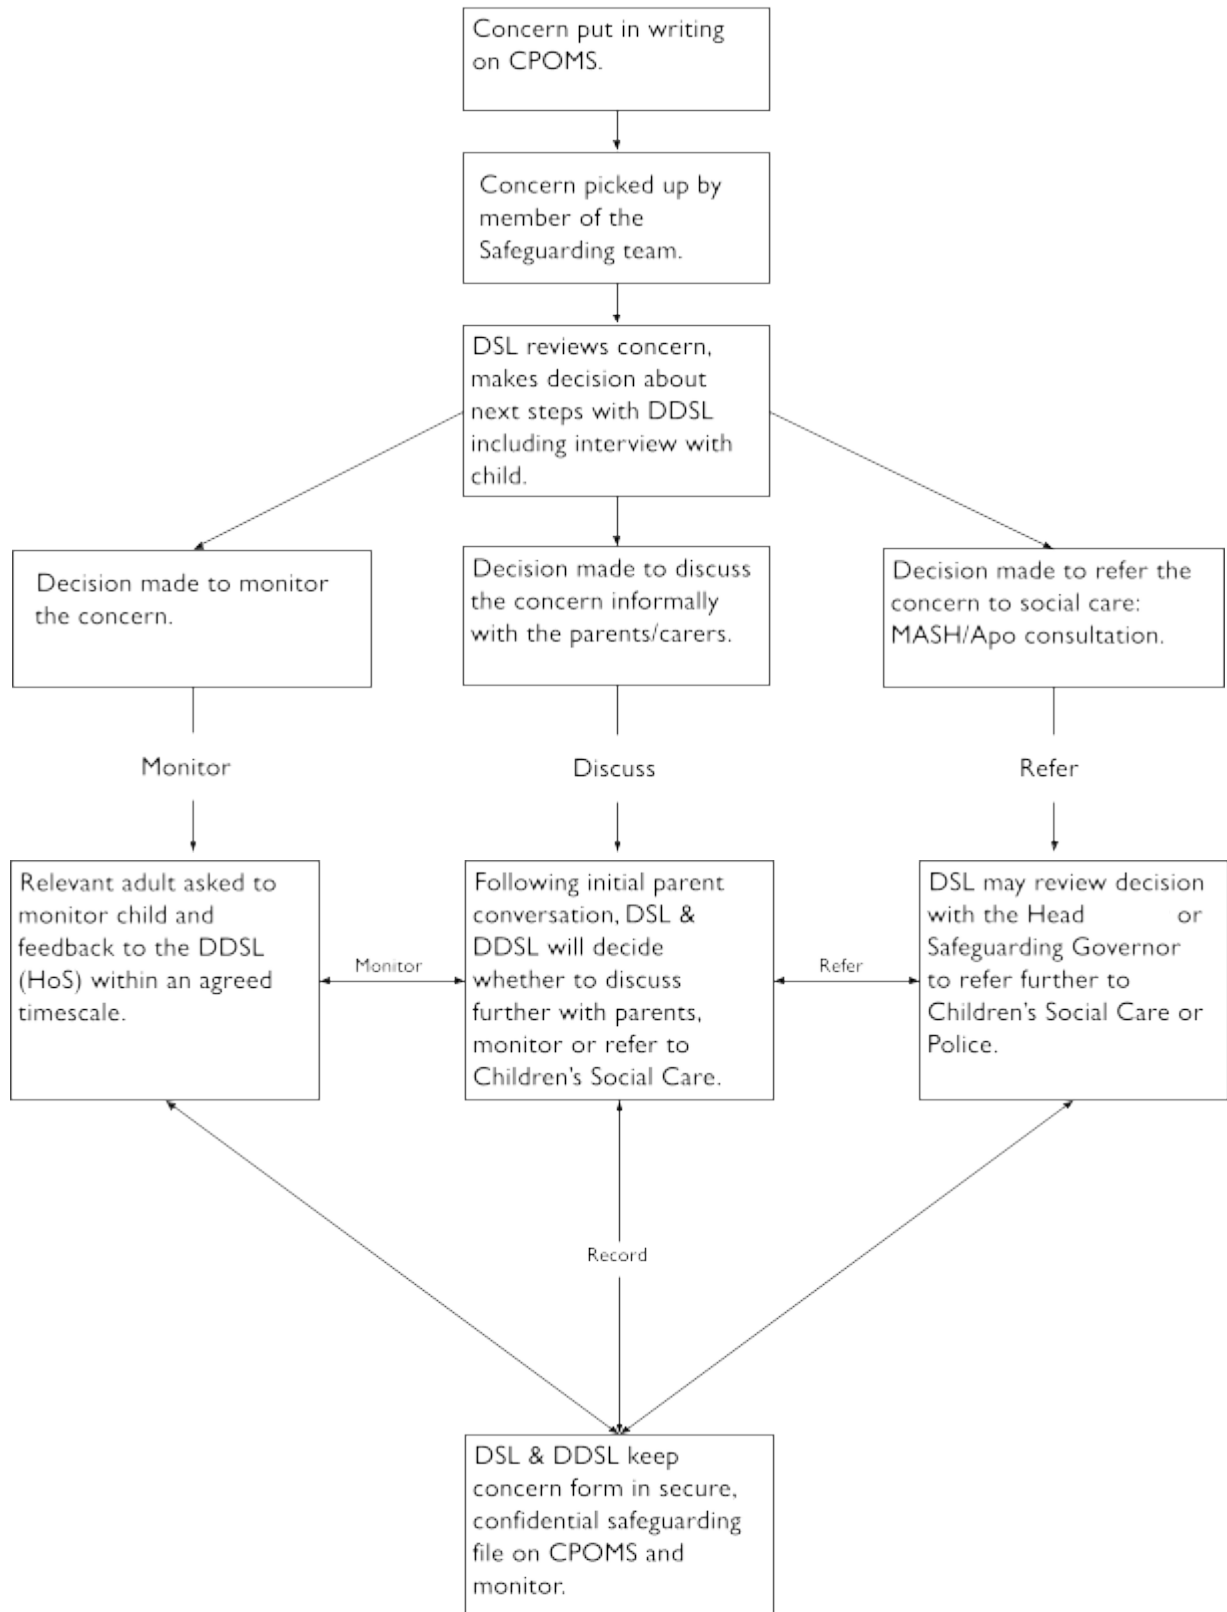 Concern put in writing
on CPOMS.
Concern picked up by
member of the
Safeguarding team.
DSL reviews concern,
makes decision about
next steps with DDSL
including interview with
child.
Decision made to monitor
the concern.
Decision made to discuss
the concern informally
with the parents/carers.
Decision made to refer the
concern to social care:
MASH/Apo consultation.
Monitor
Discuss
Refer
Relevant adult asked to
monitor child and
feedback to the DDSL
(HoS) within an agreed
timescale.
Monitor
Following initial parent
conversation, DSL &
DDSL will decide
whether to discuss
further with parents,
monitor or refer to
Children's Social Care.
Refer
DSL may review decision
with the Head or
Safeguarding Governor
to refer further to
Children's Social Care or
Police.
Record
DSL & DDSL keep
concern form in secure,
confidential safeguarding
file on CPOMS and
monitor.